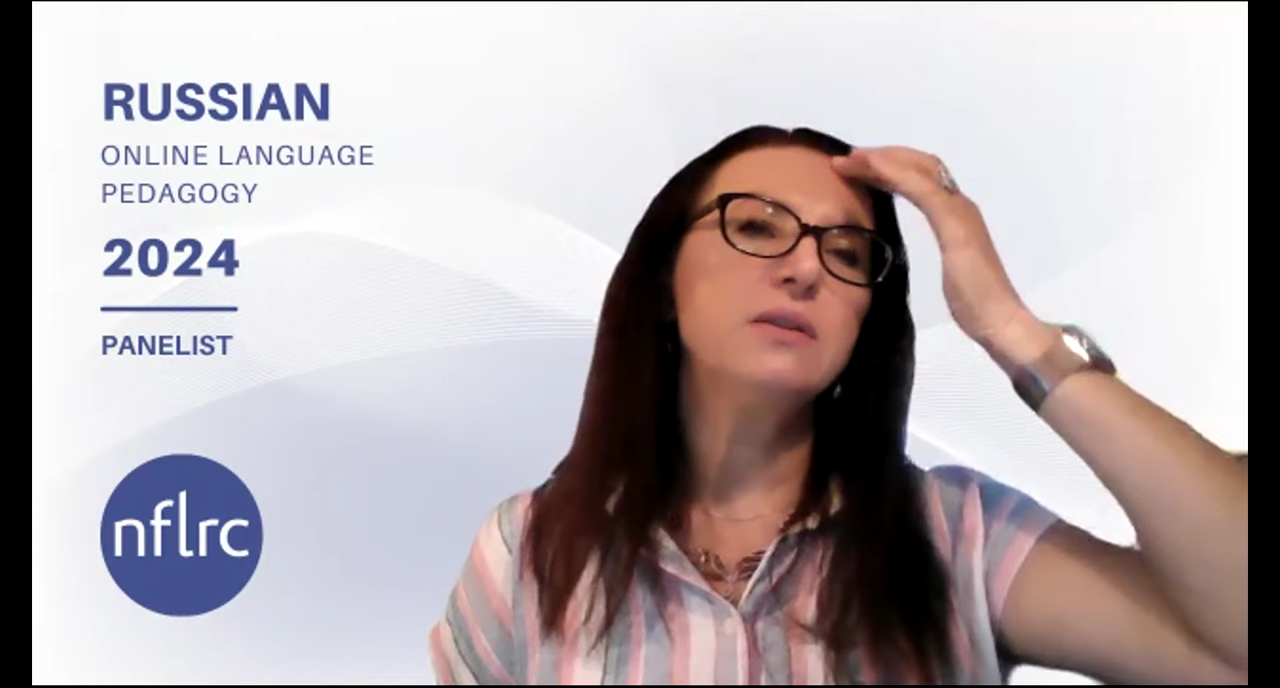 RUSSIAN
ONLINE LANGUAGE
PEDAGOGY
2024
PANELIST
nflrc